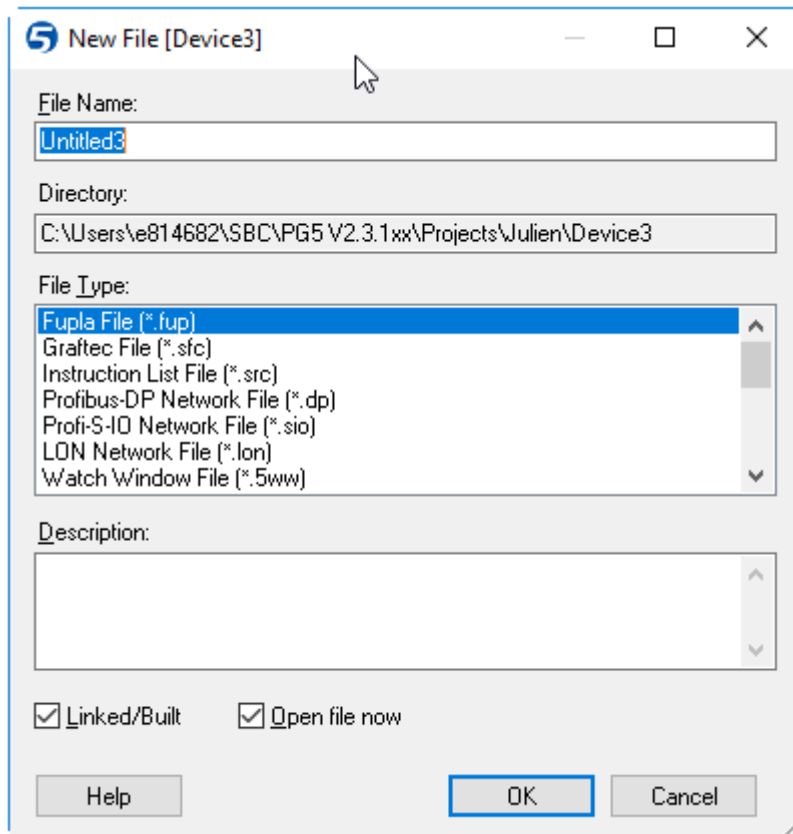 New File [Device3]
File Name:
Untitled3
Directory:
C:\Users\e814682\SBC\PG5 V2.3.1xx\Projects\Julien\Device3
File Type:
Fupla File (*.fup)
Graftec File (*.sfc)
Instruction List File (*.src)
Profibus-DP Network File (*.dp)
Profi-S-IO Network File (*.sio)
LON Network File (*.lon)
Watch Window File (*.5ww)
Description:
Linked/Built Open file now
Help OK Cancel